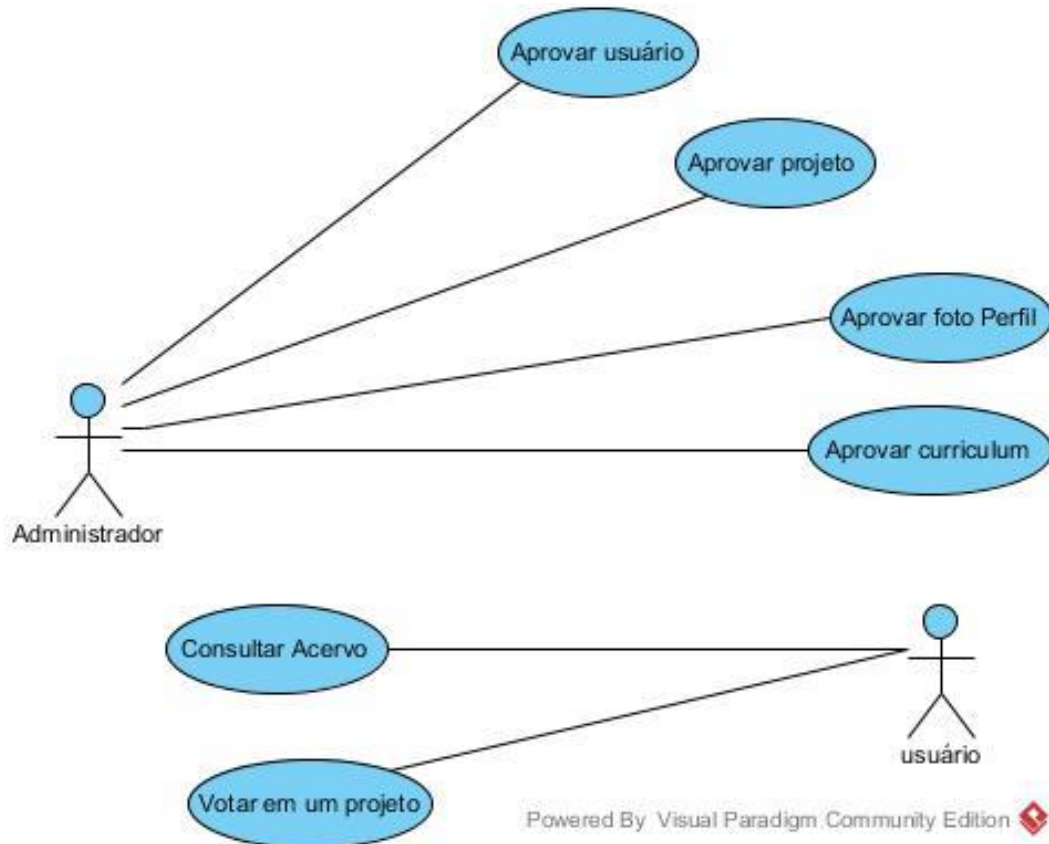 Aprovar usuário
Aprovar projeto
Aprovar foto Perfil
Aprovar curriculum
Administrador
Consultar Acervo
usuário
Votar em um projeto
Powered By Visual Paradigm Community Edition